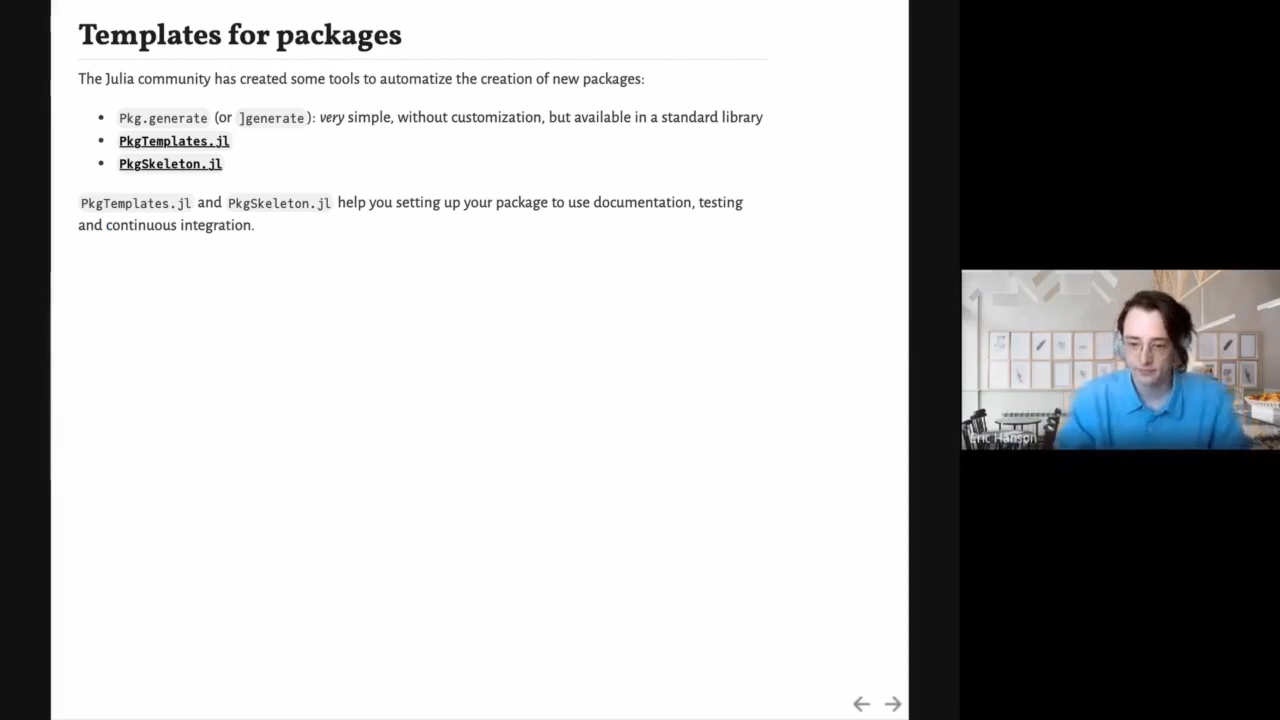 Templates for packages
The Julia community has created some tools to automatize the creation of new packages:
• Pkg.generate (or ]generate): very simple, without customization, but available in a standard library
• PkgTemplates.jl
• PkgSkeleton.jl
PkgTemplates.jl and PkgSkeleton.jl help you setting up your package to use documentation, testing
and continuous integration.
Eric Hanson